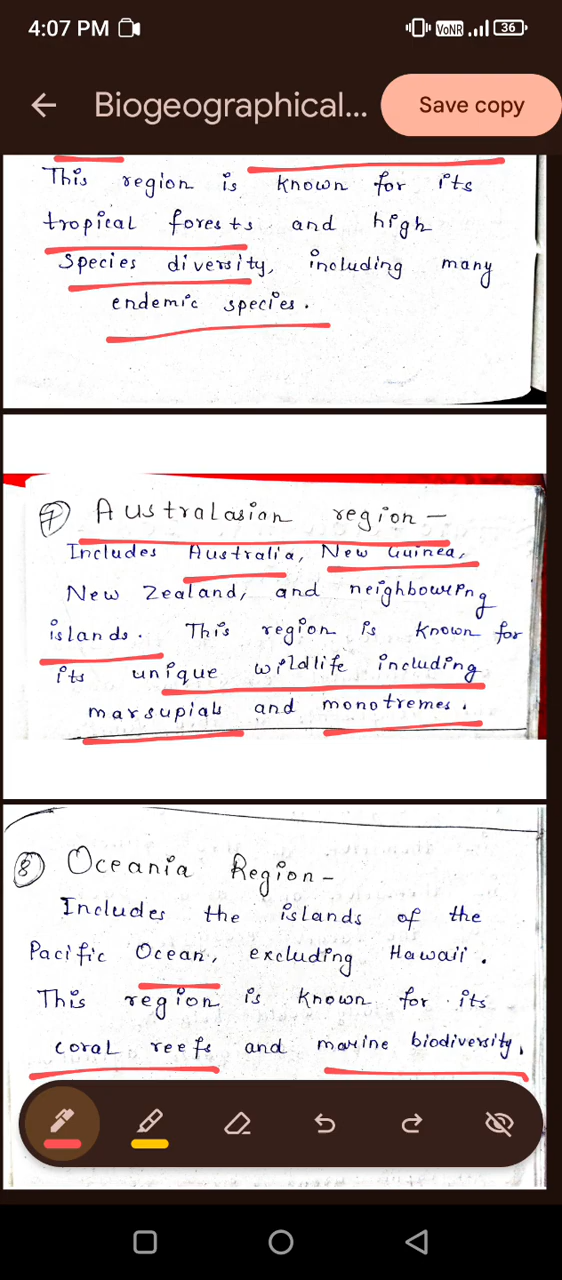 4:07 PM
VoNR
36
Biogeographical...
Save copy
This region is known for its
tropical forests and high
species diversity, including many
endemic species.
7 Australasian region -
Includes Australia, New Guinea,
New Zealand, and neighbouring
islands. This region is known for
its unique wildlife including
marsupials and monotremes.
8 Oceania Region -
Includes the islands of the
Pacific Ocean, excluding Hawaii.
This region is known for its
coral reefs and marine biodiversity.